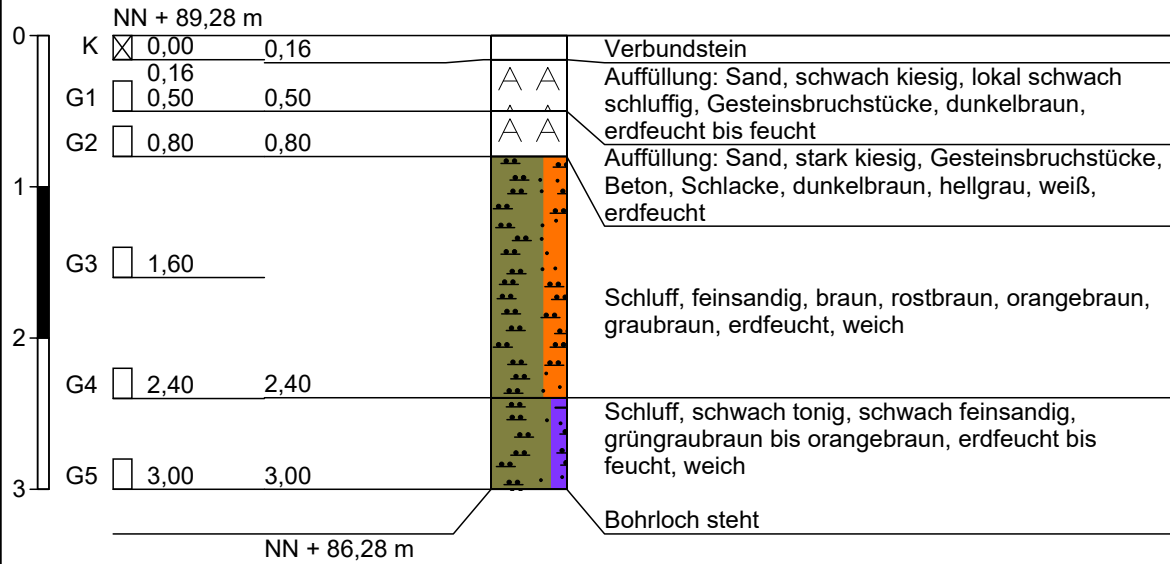 NN + 89,28 m
0
K 0,00 0,16
Verbundstein
0,16
G1 0,50 0,50
Auffüllung: Sand, schwach kiesig, lokal schwach
schluffig, Gesteinsbruchstücke, dunkelbraun,
erdfeucht bis feucht
G2 0,80 0,80
Auffüllung: Sand, stark kiesig, Gesteinsbruchstücke,
Beton, Schlacke, dunkelbraun, hellgrau, weiß,
erdfeucht
A A
A A
1
G3 1,60
Schluff, feinsandig, braun, rostbraun, orangebraun,
graubraun, erdfeucht, weich
2
G4 2,40 2,40
Schluff, schwach tonig, schwach feinsandig,
grüngraubraun bis orangebraun, erdfeucht bis
feucht, weich
G5 3,00 3,00
3
Bohrloch steht
NN + 86,28 m